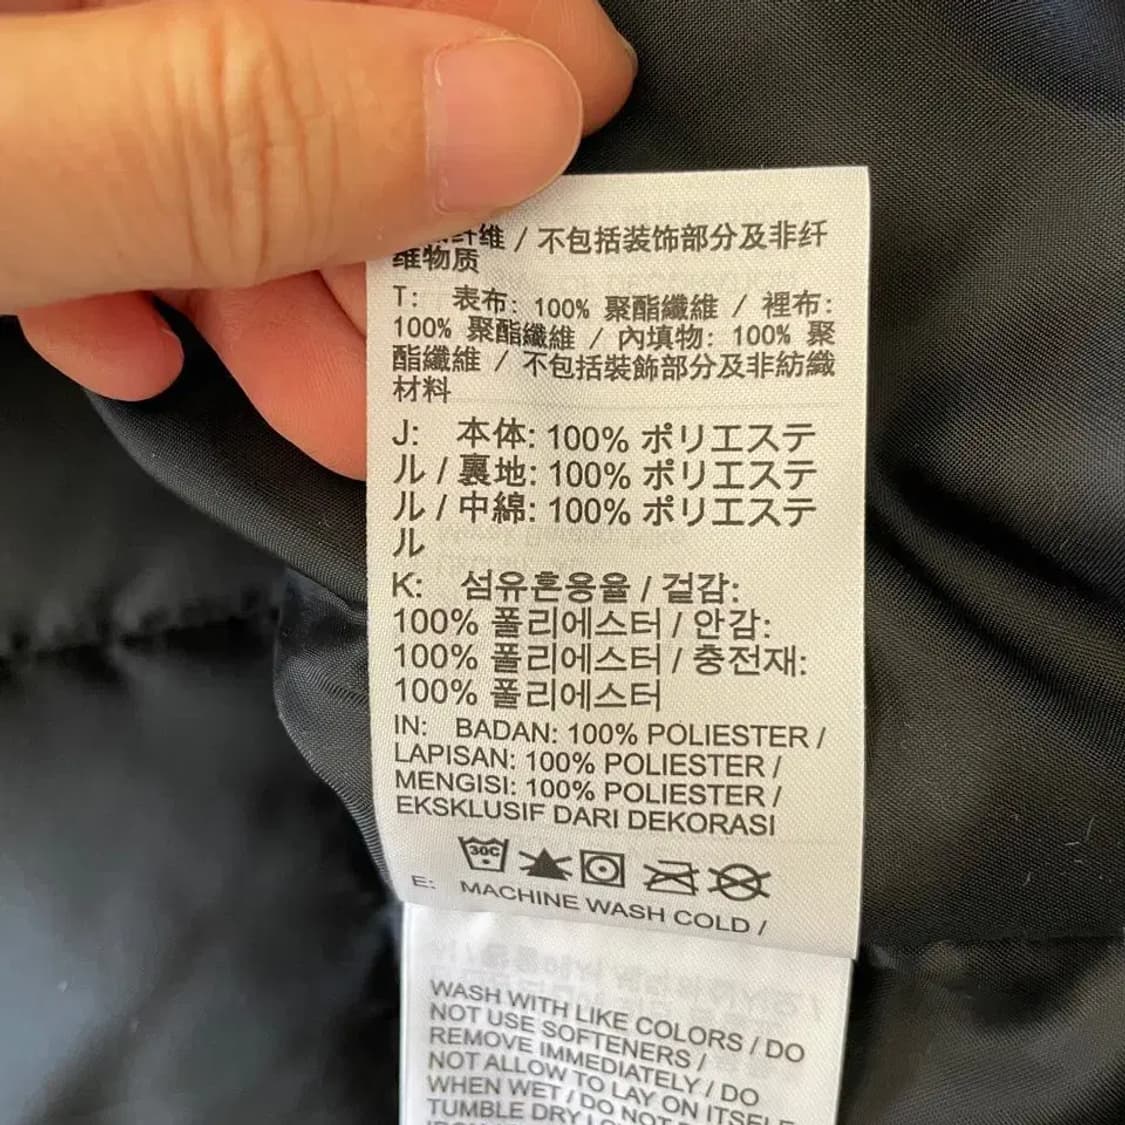 纤维 / 不包括装饰部分及非纤
维物质
T: 表布: 100% 聚酯纖維 / 裡布:
100% 聚酯纖維 / 內填物: 100% 聚
酯纖維 / 不包括裝飾部分及非紡織
材料
J: 本体: 100% ポリエステ
ル / 裏地: 100% ポリエステ
ル / 中綿: 100% ポリエステ
ル
K: 섬유혼용율 / 겉감:
100% 폴리에스터 / 안감:
100% 폴리에스터 / 충전재:
100% 폴리에스터
IN: BADAN: 100% POLIESTER /
LAPISAN: 100% POLIESTER /
MENGISI: 100% POLIESTER /
EKSKLUSIF DARI DEKORASI
30C
E: MACHINE WASH COLD /
WASH WITH LIKE COLORS / DO
NOT USE SOFTENERS /
REMOVE IMMEDIATELY / DO
NOT ALLOW TO LAY ON ITSELF
WHEN WET / DO NOT
TUMBLE DRY